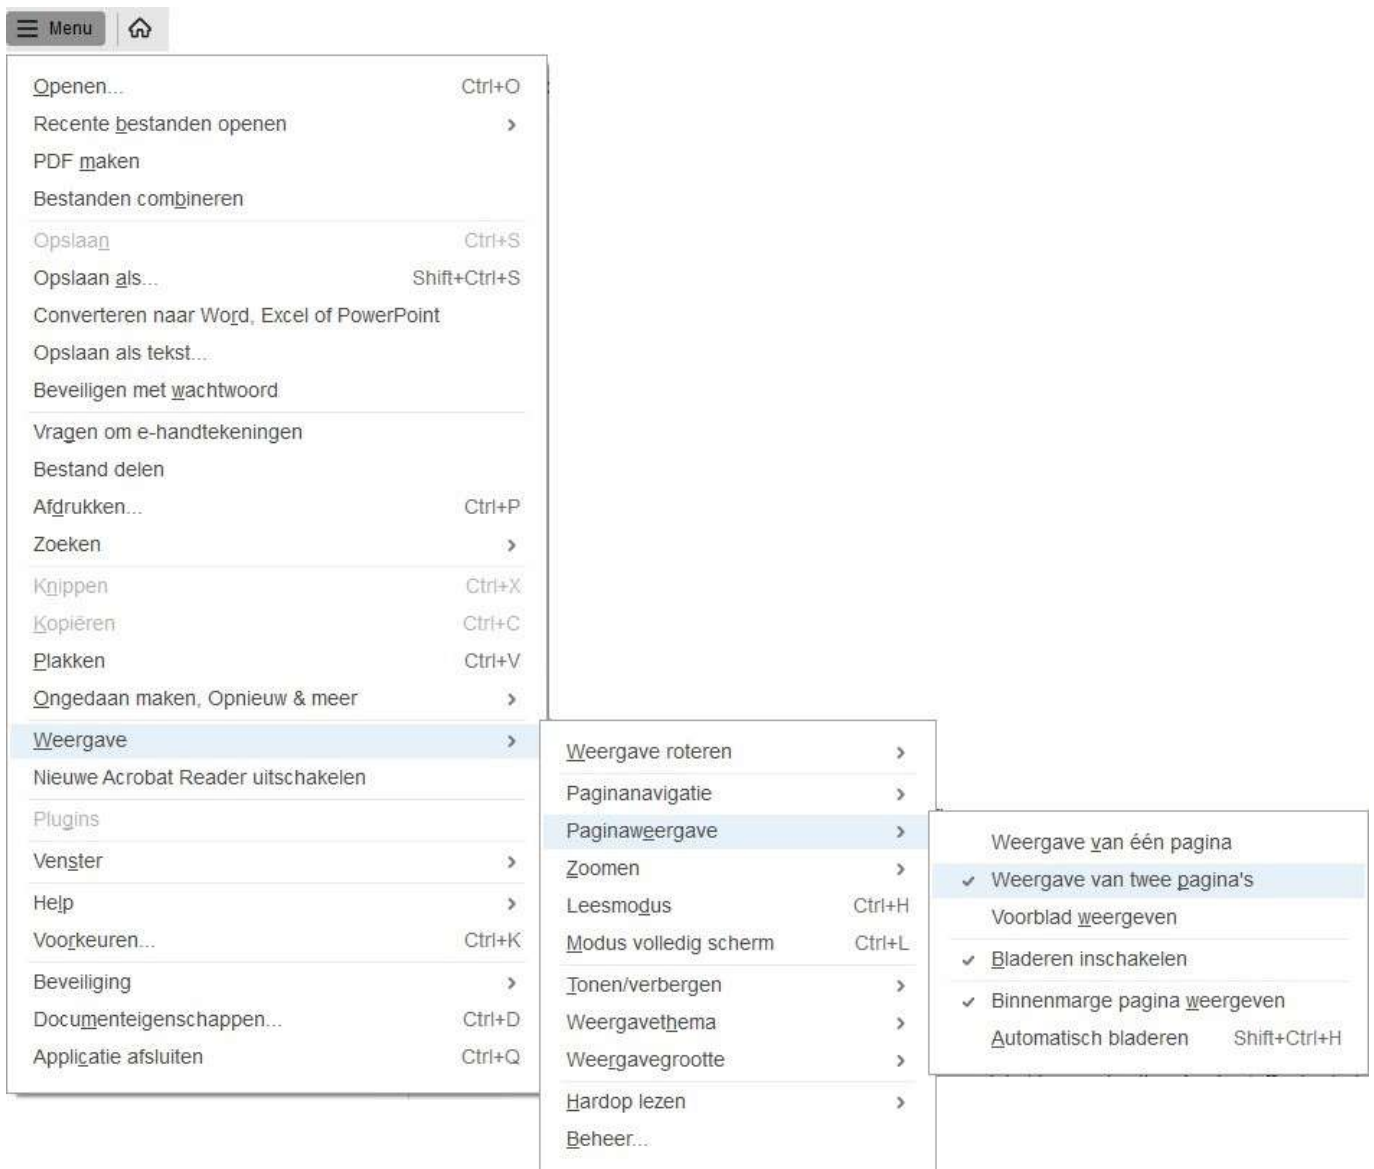 Menu
Openen... Ctrl+O
Recente bestanden openen
PDF maken
Bestanden combineren
Opslaan Ctrl+S
Opslaan als... Shift+Ctrl+S
Converteren naar Word, Excel of PowerPoint
Opslaan als tekst...
Beveiligen met wachtwoord
Vragen om e-handtekeningen
Bestand delen
Afdrukken... Ctrl+P
Zoeken
Knippen Ctrl+X
Kopiëren Ctrl+C
Plakken Ctrl+V
Ongedaan maken, Opnieuw & meer
Weergave
Nieuwe Acrobat Reader uitschakelen
Plugins
Venster
Help
Voorkeuren... Ctrl+K
Beveiliging
Documenteigenschappen... Ctrl+D
Applicatie afsluiten Ctrl+Q
Weergave roteren
Paginanavigatie
Paginaweergave
Zoomen
Leesmodus Ctrl+H
Modus volledig scherm Ctrl+L
Tonen/verbergen
Weergavethema
Weergavegrootte
Hardop lezen
Beheer...
Weergave van één pagina
Weergave van twee pagina's
Voorblad weergeven
Bladeren inschakelen
Binnenmarge pagina weergeven
Automatisch bladeren Shift+Ctrl+H